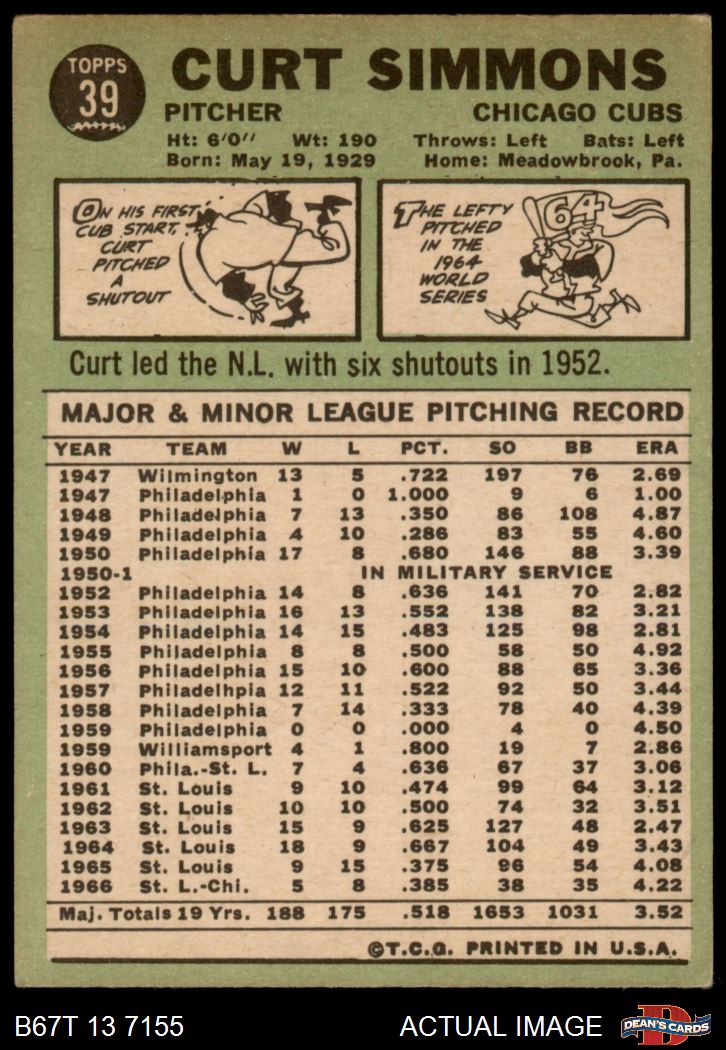 TOPPS
39
CURT SIMMONS
PITCHER CHICAGO CUBS
Ht: 6'0'' Wt: 190 Throws: Left Bats: Left
Born: May 19, 1929 Home: Meadowbrook, Pa.
ON HIS FIRST
CUB START,
CURT
PITCHED
A
SHUTOUT
THE LEFTY
PITCHED
IN THE
1964
WORLD
SERIES
64
Curt led the N.L. with six shutouts in 1952.
MAJOR & MINOR LEAGUE PITCHING RECORD
YEAR TEAM W L PCT. SO BB ERA
1947 Wilmington 13 5 .722 197 76 2.69
1947 Philadelphia 1 0 1.000 9 6 1.00
1948 Philadelphia 7 13 .350 86 108 4.87
1949 Philadelphia 4 10 .286 83 55 4.60
1950 Philadelphia 17 8 .680 146 88 3.39
1950-1 IN MILITARY SERVICE
1952 Philadelphia 14 8 .636 141 70 2.82
1953 Philadelphia 16 13 .552 138 82 3.21
1954 Philadelphia 14 15 .483 125 98 2.81
1955 Philadelphia 8 8 .500 58 50 4.92
1956 Philadelphia 15 10 .600 88 65 3.36
1957 Philadelhpia 12 11 .522 92 50 3.44
1958 Philadelphia 7 14 .333 78 40 4.39
1959 Philadelphia 0 0 .000 4 0 4.50
1959 Williamsport 4 1 .800 19 7 2.86
1960 Phila.-St. L. 7 4 .636 67 37 3.06
1961 St. Louis 9 10 .474 99 64 3.12
1962 St. Louis 10 10 .500 74 32 3.51
1963 St. Louis 15 9 .625 127 48 2.47
1964 St. Louis 18 9 .667 104 49 3.43
1965 St. Louis 9 15 .375 96 54 4.08
1966 St. L.-Chi. 5 8 .385 38 35 4.22
Maj. Totals 19 Yrs. 188 175 .518 1653 1031 3.52
©T.C.G. PRINTED IN U.S.A.
B67T 13 7155 ACTUAL IMAGE
D
DEAN'S CARDS